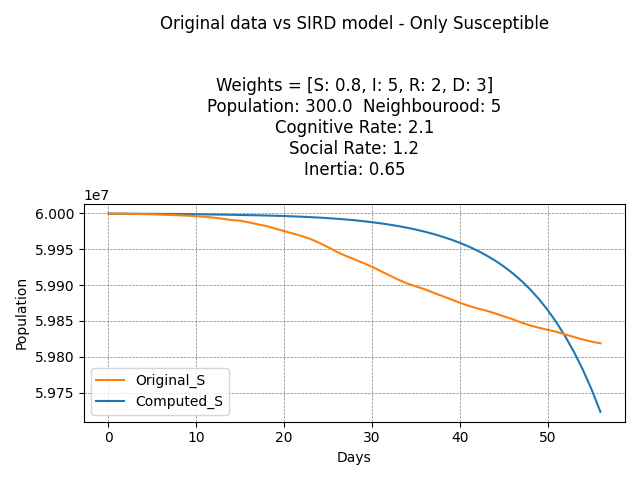 Original data vs SIRD model - Only Susceptible
Weights = [S: 0.8, I: 5, R: 2, D: 3]
Population: 300.0  Neighbourood: 5
Cognitive Rate: 2.1
Social Rate: 1.2
Inertia: 0.65
1e7
6.000
5.995
5.990
5.985
5.980
5.975
Population
Original_S
Computed_S
0 10 20 30 40 50
Days